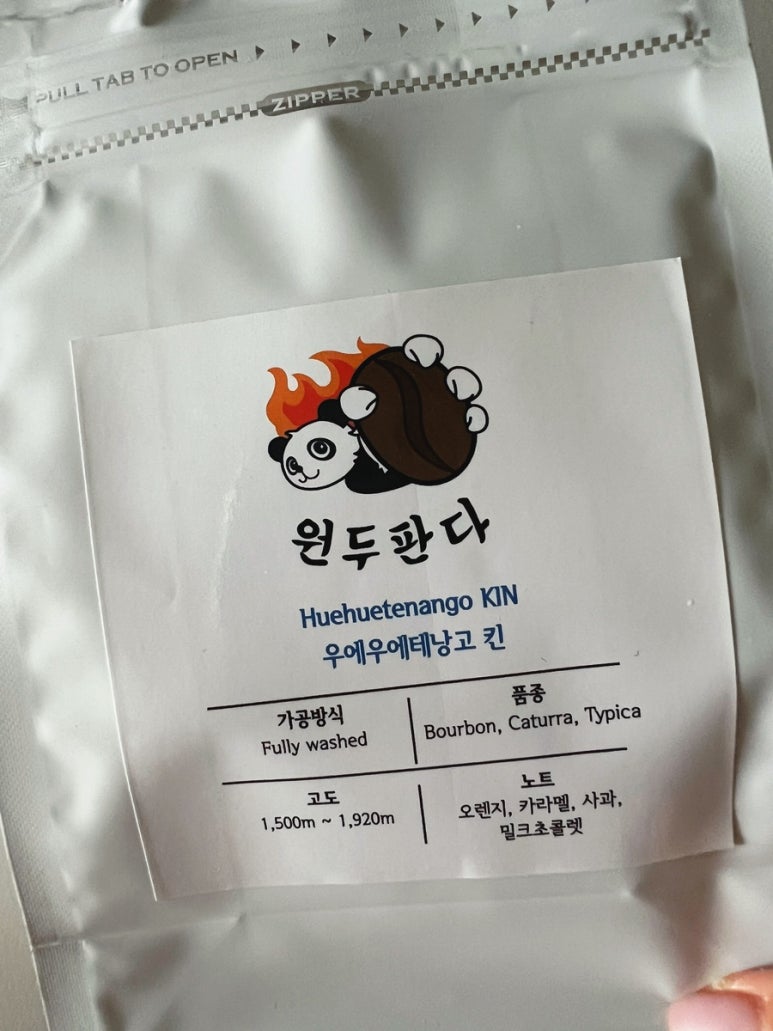 PULL TAB TO OPEN
ZIPPER
원두판다
Huehuetenango KIN
우에우에테낭고 킨
가공방식
Fully washed
품종
Bourbon, Caturra, Typica
고도
1,500m ~ 1,920m
노트
오렌지, 카라멜, 사과,
밀크초콜렛